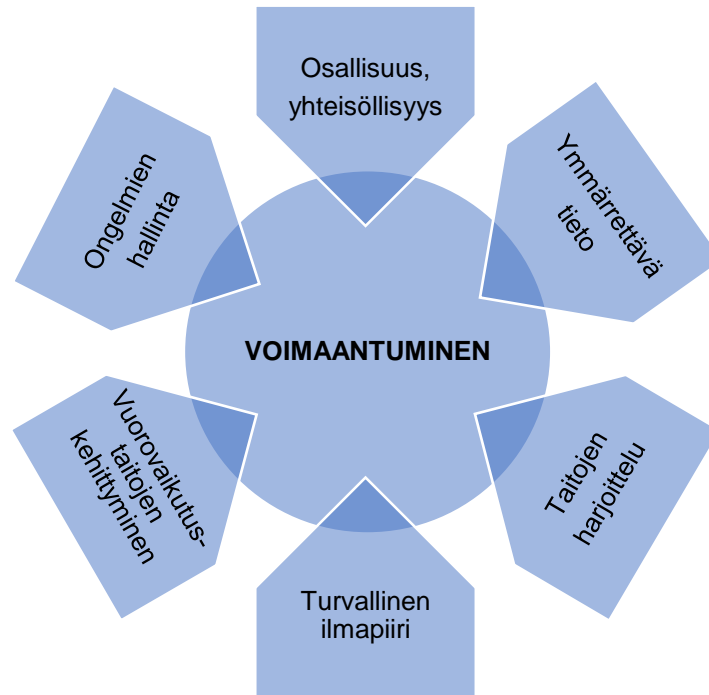 Osallisuus,
yhteisöllisyys
Ymmärrettävä
tieto
Taitojen
harjoittelu
Turvallinen
ilmapiiri
Vuorovaikutus-
taitojen
kehittyminen
Ongelmien
hallinta
VOIMAANTUMINEN